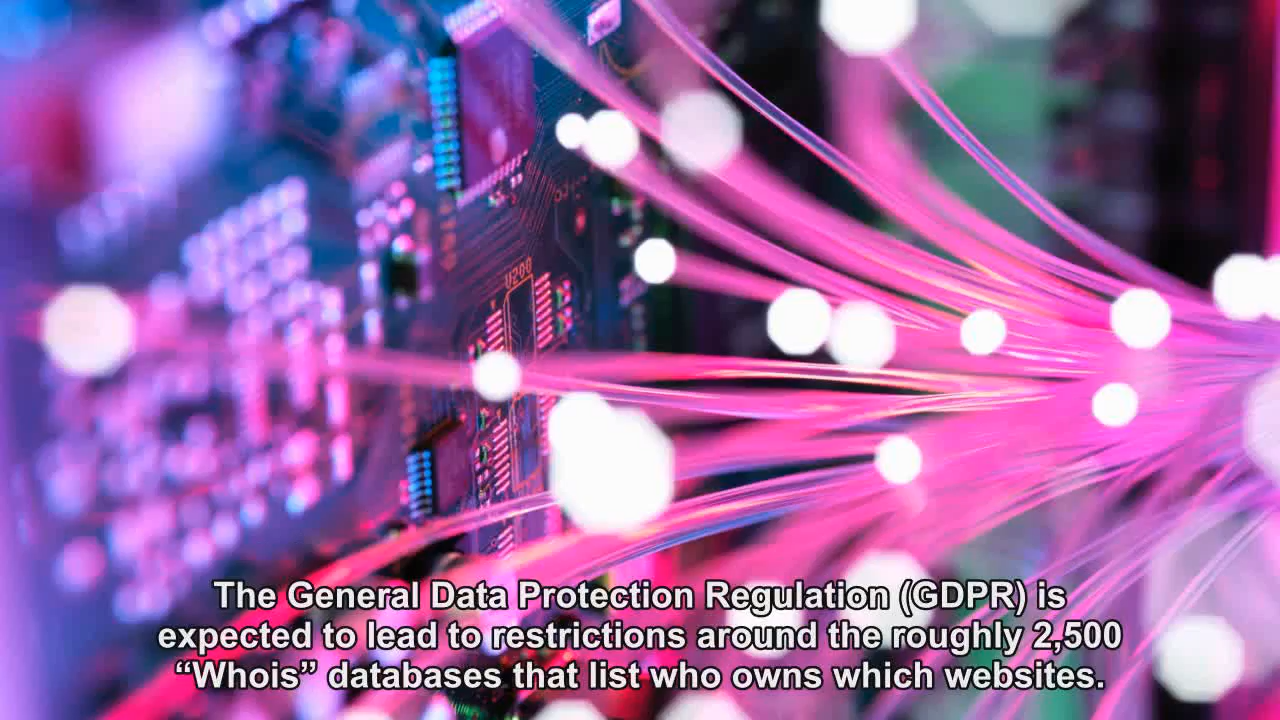 U200
The General Data Protection Regulation (GDPR) is
expected to lead to restrictions around the roughly 2,500
“Whois” databases that list who owns which websites.